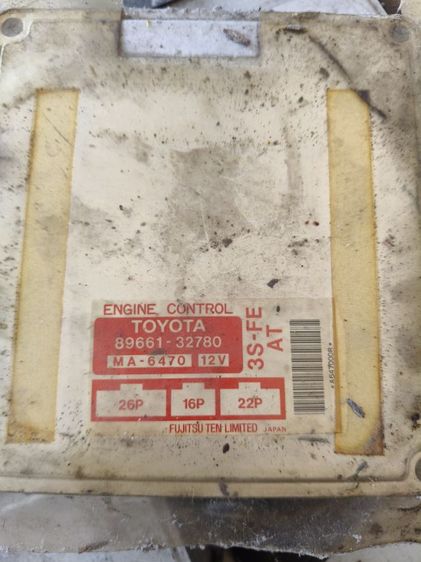 ENGINE CONTROL
TOYOTA
89661-32780
MA-6470 12V
3S-FE
AT
26P 16P 22P
FUJITSU TEN LIMITED JAPAN